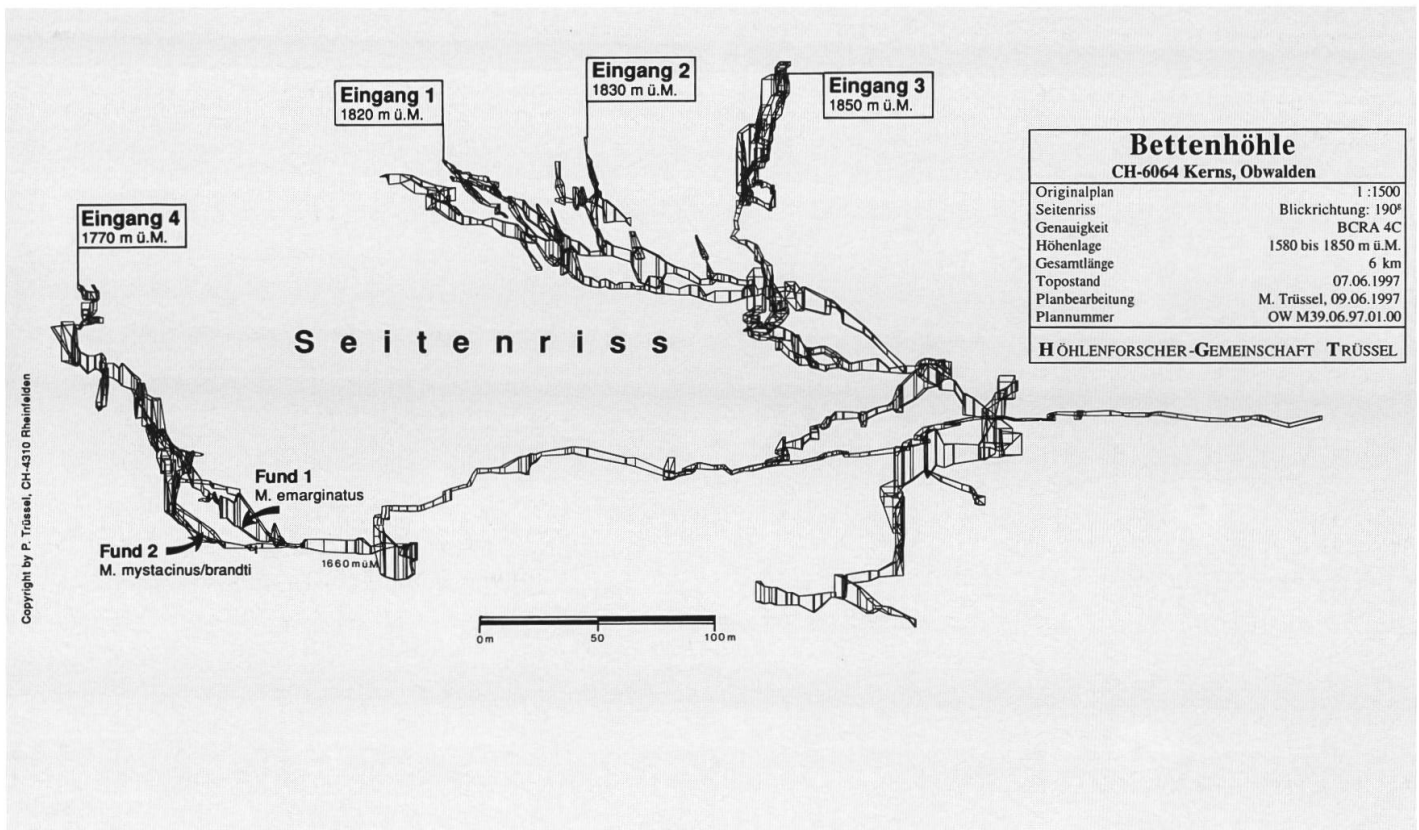 Eingang 1
1820 m ü.M.
Eingang 2
1830 m ü.M.
Eingang 3
1850 m ü.M.
Eingang 4
1770 m ü.M.
Bettenhöhle
CH-6064 Kerns, Obwalden
Originalplan 1 :1500
Seitenriss Blickrichtung: 190g
Genauigkeit BCRA 4C
Höhenlage 1580 bis 1850 m ü.M.
Gesamtlänge 6 km
Topostand 07.06.1997
Planbearbeitung M. Trüssel, 09.06.1997
Plannummer OW M39.06.97.01.00
HÖHLENFORSCHER-GEMEINSCHAFT TRÜSSEL
Seitenriss
Fund 1
M. emarginatus
Fund 2
M. mystacinus/brandti
1660 m ü.M.
0 m 50 100 m
Copyright by P. Trüssel, CH-4310 Rheinfelden